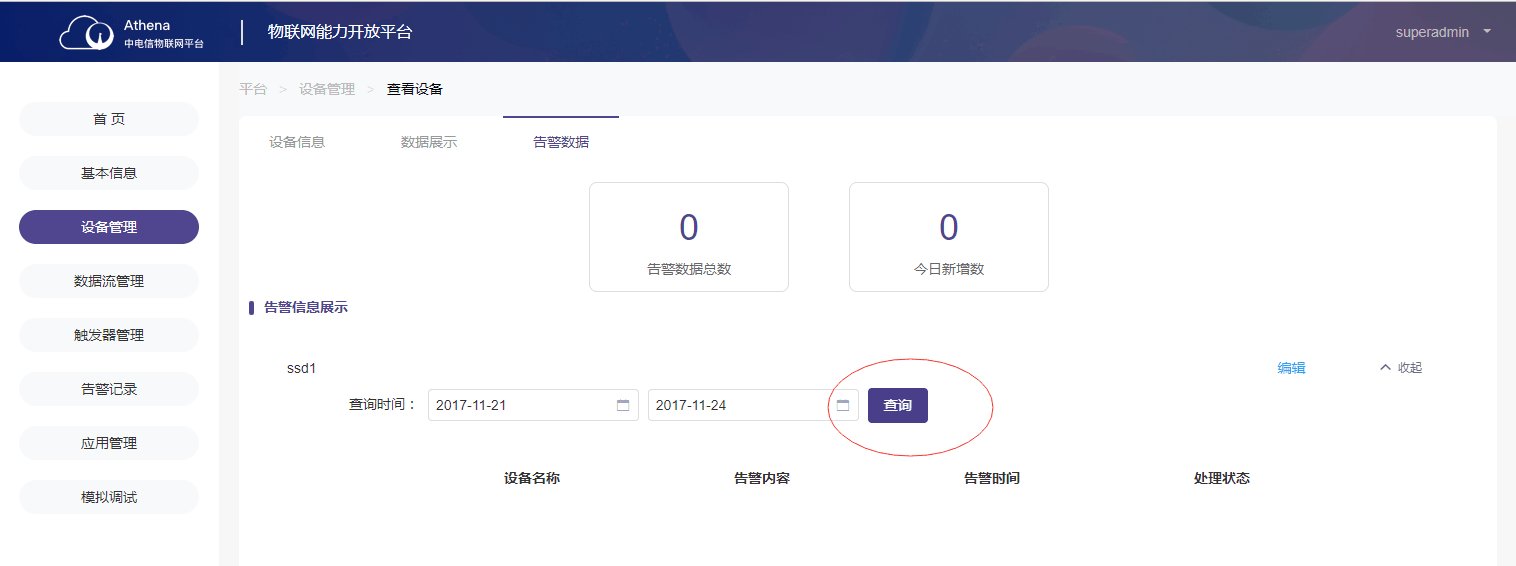 Athena
中电信物联网平台
物联网能力开放平台
superadmin
平台 > 设备管理 > 查看设备
首 页
基本信息
设备管理
数据流管理
触发器管理
告警记录
应用管理
模拟调试
设备信息 数据展示 告警数据
0
告警数据总数
0
今日新增数
告警信息展示
ssd1 编辑 收起
查询时间： 2017-11-21 2017-11-24 查询
设备名称 告警内容 告警时间 处理状态